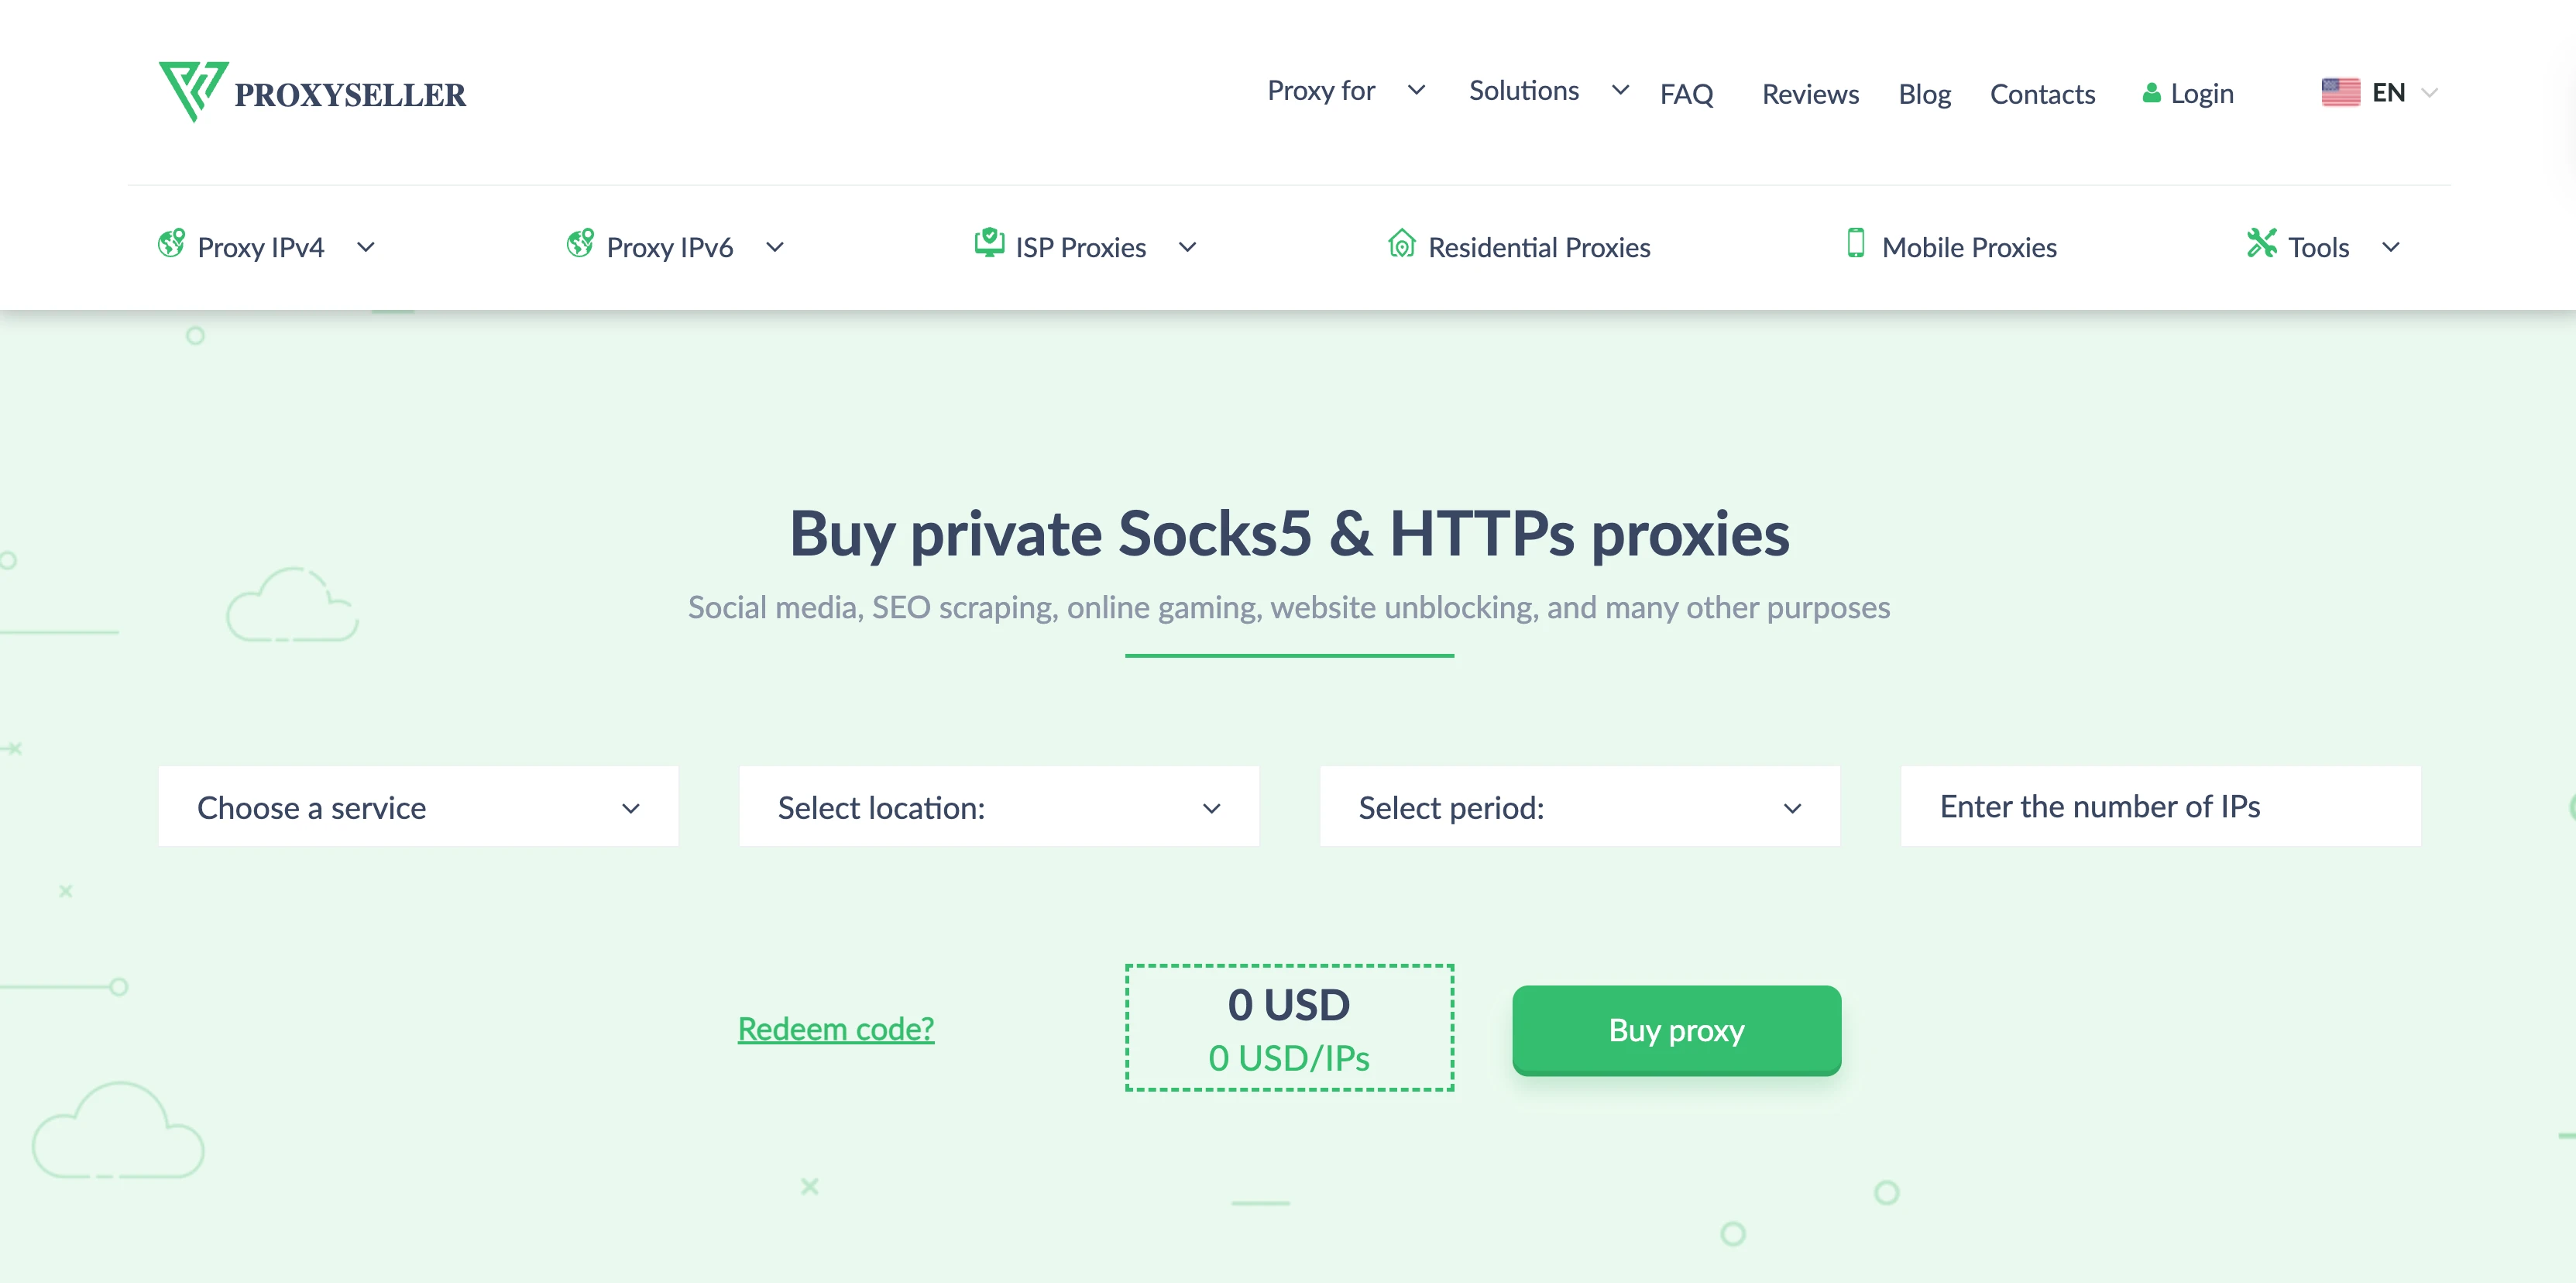 PROXYSELLER
Proxy for
Solutions
FAQ
Reviews
Blog
Contacts
Login
EN
Proxy IPv4
Proxy IPv6
ISP Proxies
Residential Proxies
Mobile Proxies
Tools
Buy private Socks5 & HTTPs proxies
Social media, SEO scraping, online gaming, website unblocking, and many other purposes
Choose a service
Select location:
Select period:
Enter the number of IPs
Redeem code?
0 USD
0 USD/IPs
Buy proxy